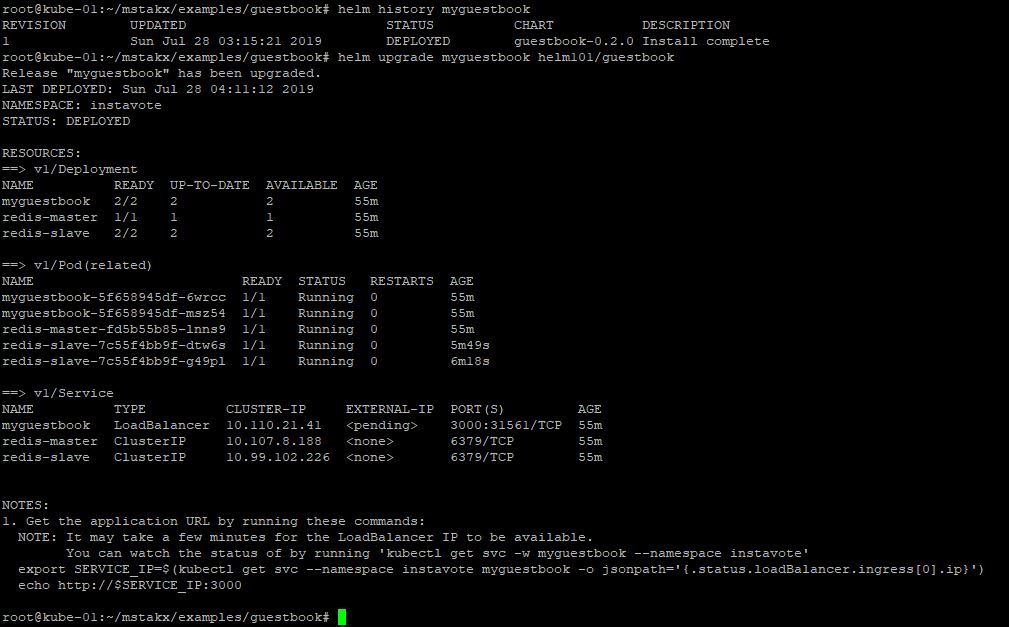 root@kube-01:~/mstakx/examples/guestbook# helm history myguestbook
REVISION        UPDATED                         STATUS          CHART           DESCRIPTION
1               Sun Jul 28 03:15:21 2019        DEPLOYED        guestbook-0.2.0 Install complete
root@kube-01:~/mstakx/examples/guestbook# helm upgrade myguestbook helm101/guestbook
Release "myguestbook" has been upgraded.
LAST DEPLOYED: Sun Jul 28 04:11:12 2019
NAMESPACE: instavote
STATUS: DEPLOYED

RESOURCES:
==> v1/Deployment
NAME          READY  UP-TO-DATE  AVAILABLE  AGE
myguestbook   2/2    2           2          55m
redis-master  1/1    1           1          55m
redis-slave   2/2    2           2          55m

==> v1/Pod(related)
NAME                          READY  STATUS   RESTARTS  AGE
myguestbook-5f658945df-6wrcc  1/1    Running  0         55m
myguestbook-5f658945df-msz54  1/1    Running  0         55m
redis-master-fd5b55b85-lnns9  1/1    Running  0         55m
redis-slave-7c55f4bb9f-dtw6s  1/1    Running  0         5m49s
redis-slave-7c55f4bb9f-g49pl  1/1    Running  0         6m18s

==> v1/Service
NAME          TYPE          CLUSTER-IP     EXTERNAL-IP  PORT(S)         AGE
myguestbook   LoadBalancer  10.110.21.41   <pending>    3000:31561/TCP  55m
redis-master  ClusterIP     10.107.8.188   <none>       6379/TCP        55m
redis-slave   ClusterIP     10.99.102.226  <none>       6379/TCP        55m

NOTES:
1. Get the application URL by running these commands:
  NOTE: It may take a few minutes for the LoadBalancer IP to be available.
        You can watch the status of by running 'kubectl get svc -w myguestbook --namespace instavote'
  export SERVICE_IP=$(kubectl get svc --namespace instavote myguestbook -o jsonpath='{.status.loadBalancer.ingress[0].ip}')
  echo http://$SERVICE_IP:3000

root@kube-01:~/mstakx/examples/guestbook#